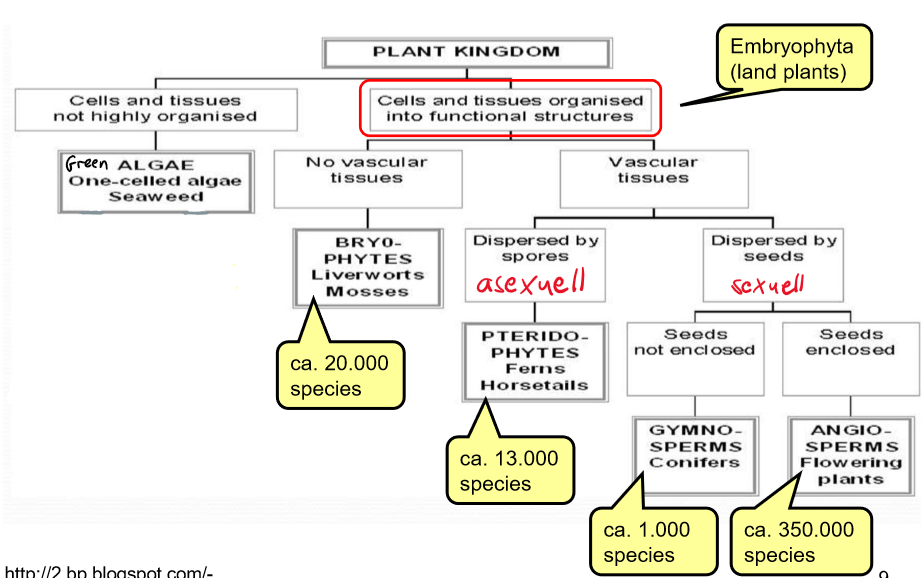 PLANT KINGDOM
Embryophyta
(land plants)
Cells and tissues
not highly organised
Cells and tissues organised
into functional structures
Green ALGAE
One-celled algae
Seaweed
No vascular
tissues
Vascular
tissues
BRYO-
PHYTES
Liverworts
Mosses
Dispersed by
spores
asexuell
Dispersed by
seeds
sexuell
ca. 20.000
species
PTERIDO-
PHYTES
Ferns
Horsetails
Seeds
not enclosed
Seeds
enclosed
ca. 13.000
species
GYMNO-
SPERMS
Conifers
ANGIO-
SPERMS
Flowering
plants
ca. 1.000
species
ca. 350.000
species
http://2.bp.blogspot.com/-
9